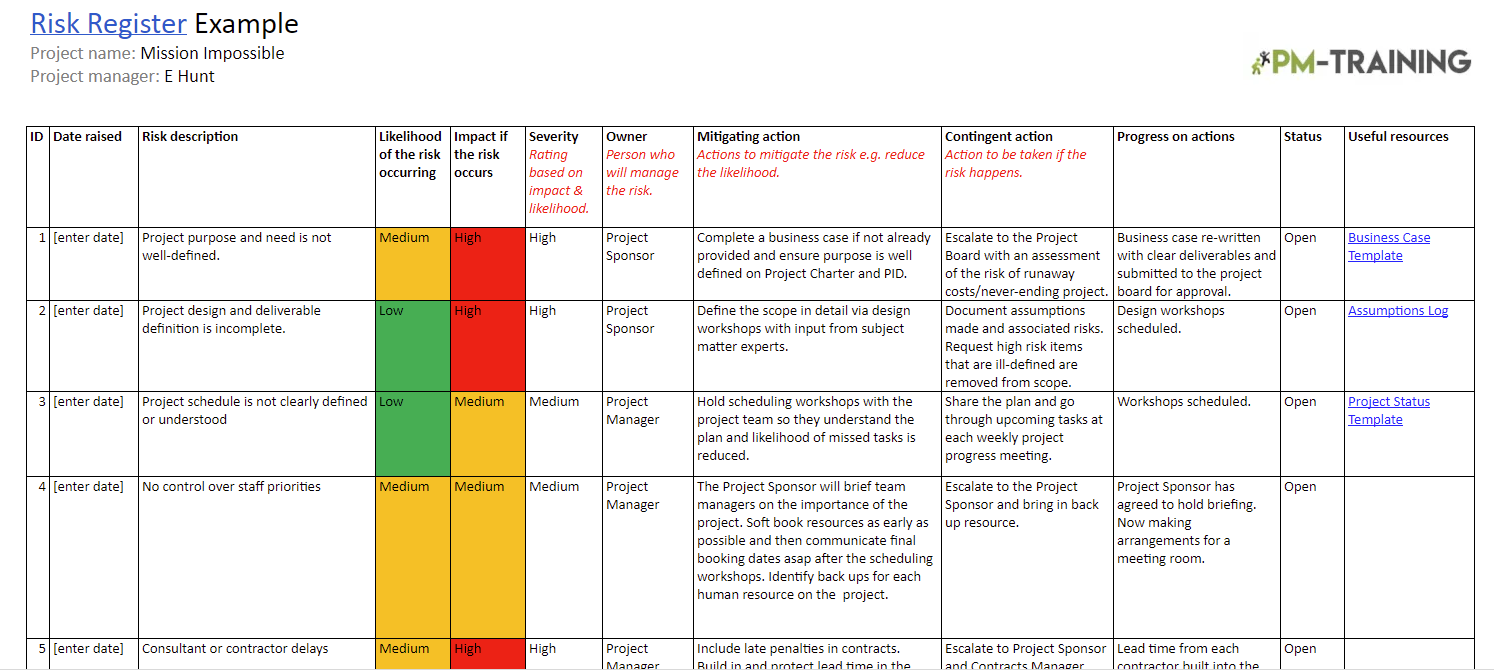 Risk Register Example
Project name: Mission Impossible
Project manager: E Hunt
PM-TRAINING
ID
Date raised
Risk description
Likelihood
of the risk
occurring
Impact if
the risk
occurs
Severity
Rating
based on
impact &
likelihood.
Owner
Person who
will manage
the risk.
Mitigating action
Actions to mitigate the risk e.g. reduce
the likelihood.
Contingent action
Action to be taken if the
risk happens.
Progress on actions
Status
Useful resources
1
[enter date]
Project purpose and need is not
well-defined.
Medium
High
High
Project
Sponsor
Complete a business case if not already
provided and ensure purpose is well
defined on Project Charter and PID.
Escalate to the Project
Board with an assessment
of the risk of runaway
costs/never-ending project.
Business case re-written
with clear deliverables and
submitted to the project
board for approval.
Open
Business Case
Template
2
[enter date]
Project design and deliverable
definition is incomplete.
Low
High
High
Project
Sponsor
Define the scope in detail via design
workshops with input from subject
matter experts.
Document assumptions
made and associated risks.
Request high risk items
that are ill-defined are
removed from scope.
Design workshops
scheduled.
Open
Assumptions Log
3
[enter date]
Project schedule is not clearly defined
or understood
Low
Medium
Medium
Project
Manager
Hold scheduling workshops with the
project team so they understand the
plan and likelihood of missed tasks is
reduced.
Share the plan and go
through upcoming tasks at
each weekly project
progress meeting.
Workshops scheduled.
Open
Project Status
Template
4
[enter date]
No control over staff priorities
Medium
Medium
Medium
Project
Manager
The Project Sponsor will brief team
managers on the importance of the
project. Soft book resources as early as
possible and then communicate final
booking dates asap after the scheduling
workshops. Identify back ups for each
human resource on the  project.
Escalate to the Project
Sponsor and bring in back
up resource.
Project Sponsor has
agreed to hold briefing.
Now making
arrangements for a
meeting room.
Open
5
[enter date]
Consultant or contractor delays
Medium
High
High
Project
Manager
Include late penalties in contracts.
Build in and protect lead time in the
Escalate to Project Sponsor
and Contracts Manager
Lead time from each
contractor built into the
Open